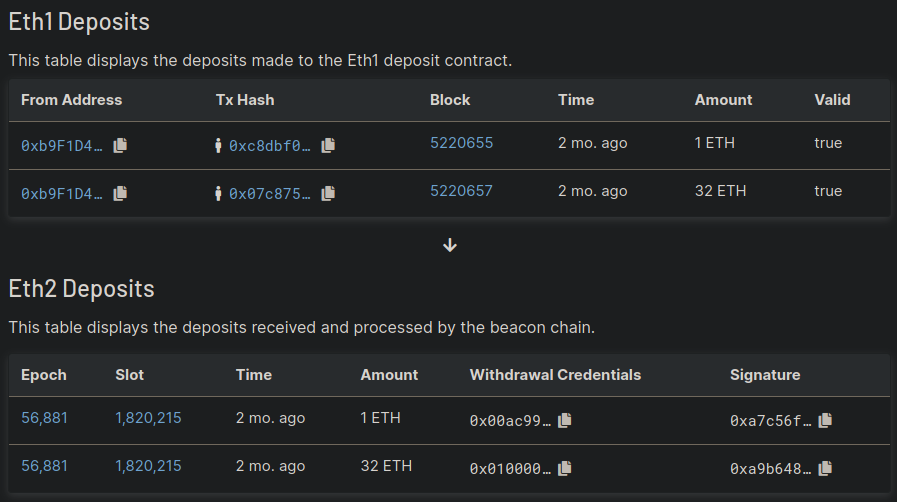 Eth1 Deposits
This table displays the deposits made to the Eth1 deposit contract.
From Address Tx Hash Block Time Amount Valid
0xb9F1D4… 0xc8dbf0… 5220655 2 mo. ago 1 ETH true
0xb9F1D4… 0x07c875… 5220657 2 mo. ago 32 ETH true
Eth2 Deposits
This table displays the deposits received and processed by the beacon chain.
Epoch Slot Time Amount Withdrawal Credentials Signature
56,881 1,820,215 2 mo. ago 1 ETH 0x00ac99… 0xa7c56f…
56,881 1,820,215 2 mo. ago 32 ETH 0x010000… 0xa9b648…